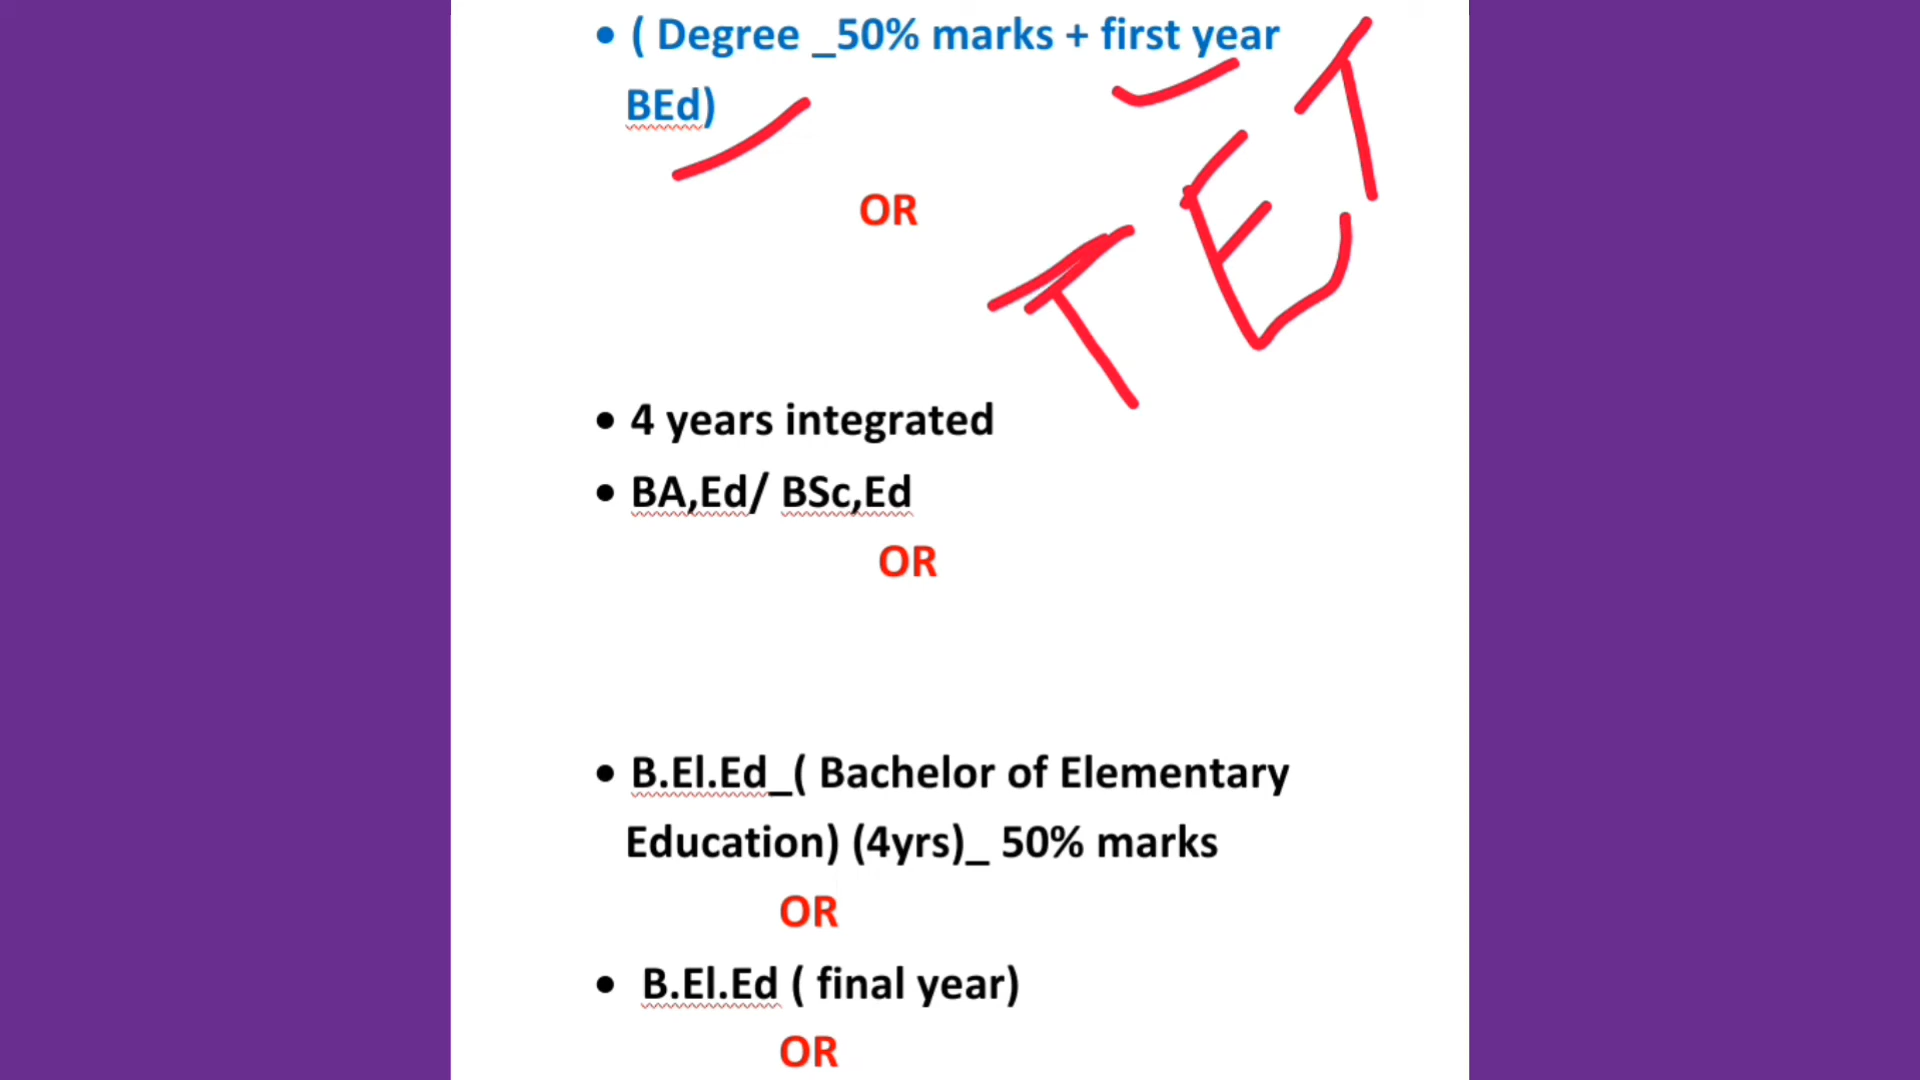 • ( Degree _50% marks + first year
BEd)
TET
OR
• 4 years integrated
• BA,Ed/ BSc,Ed
OR
• B.El.Ed_( Bachelor of Elementary
Education) (4yrs)_ 50% marks
OR
• B.El.Ed ( final year)
OR